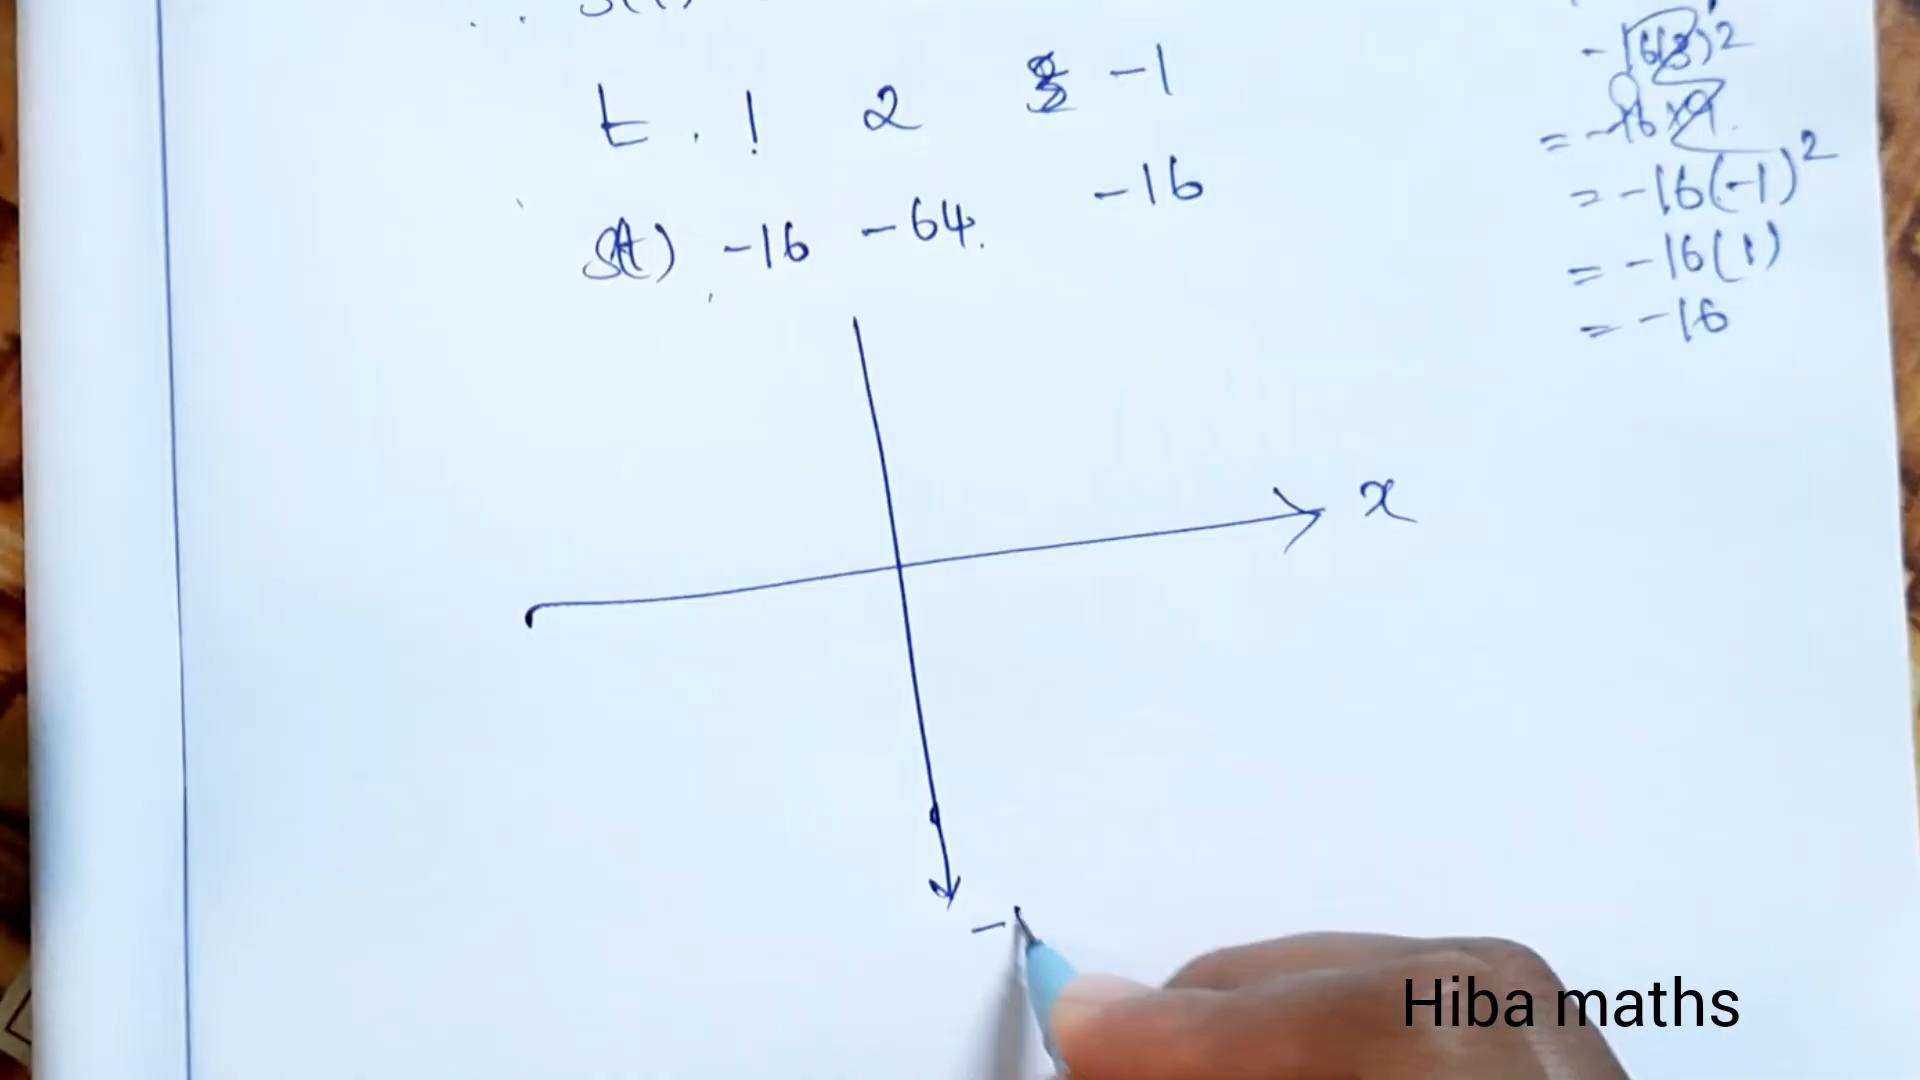 t 1 2 -1
S(t) -16 -64. -16
= -16(-1)²
= -16(1)
= -16
x
Hiba maths